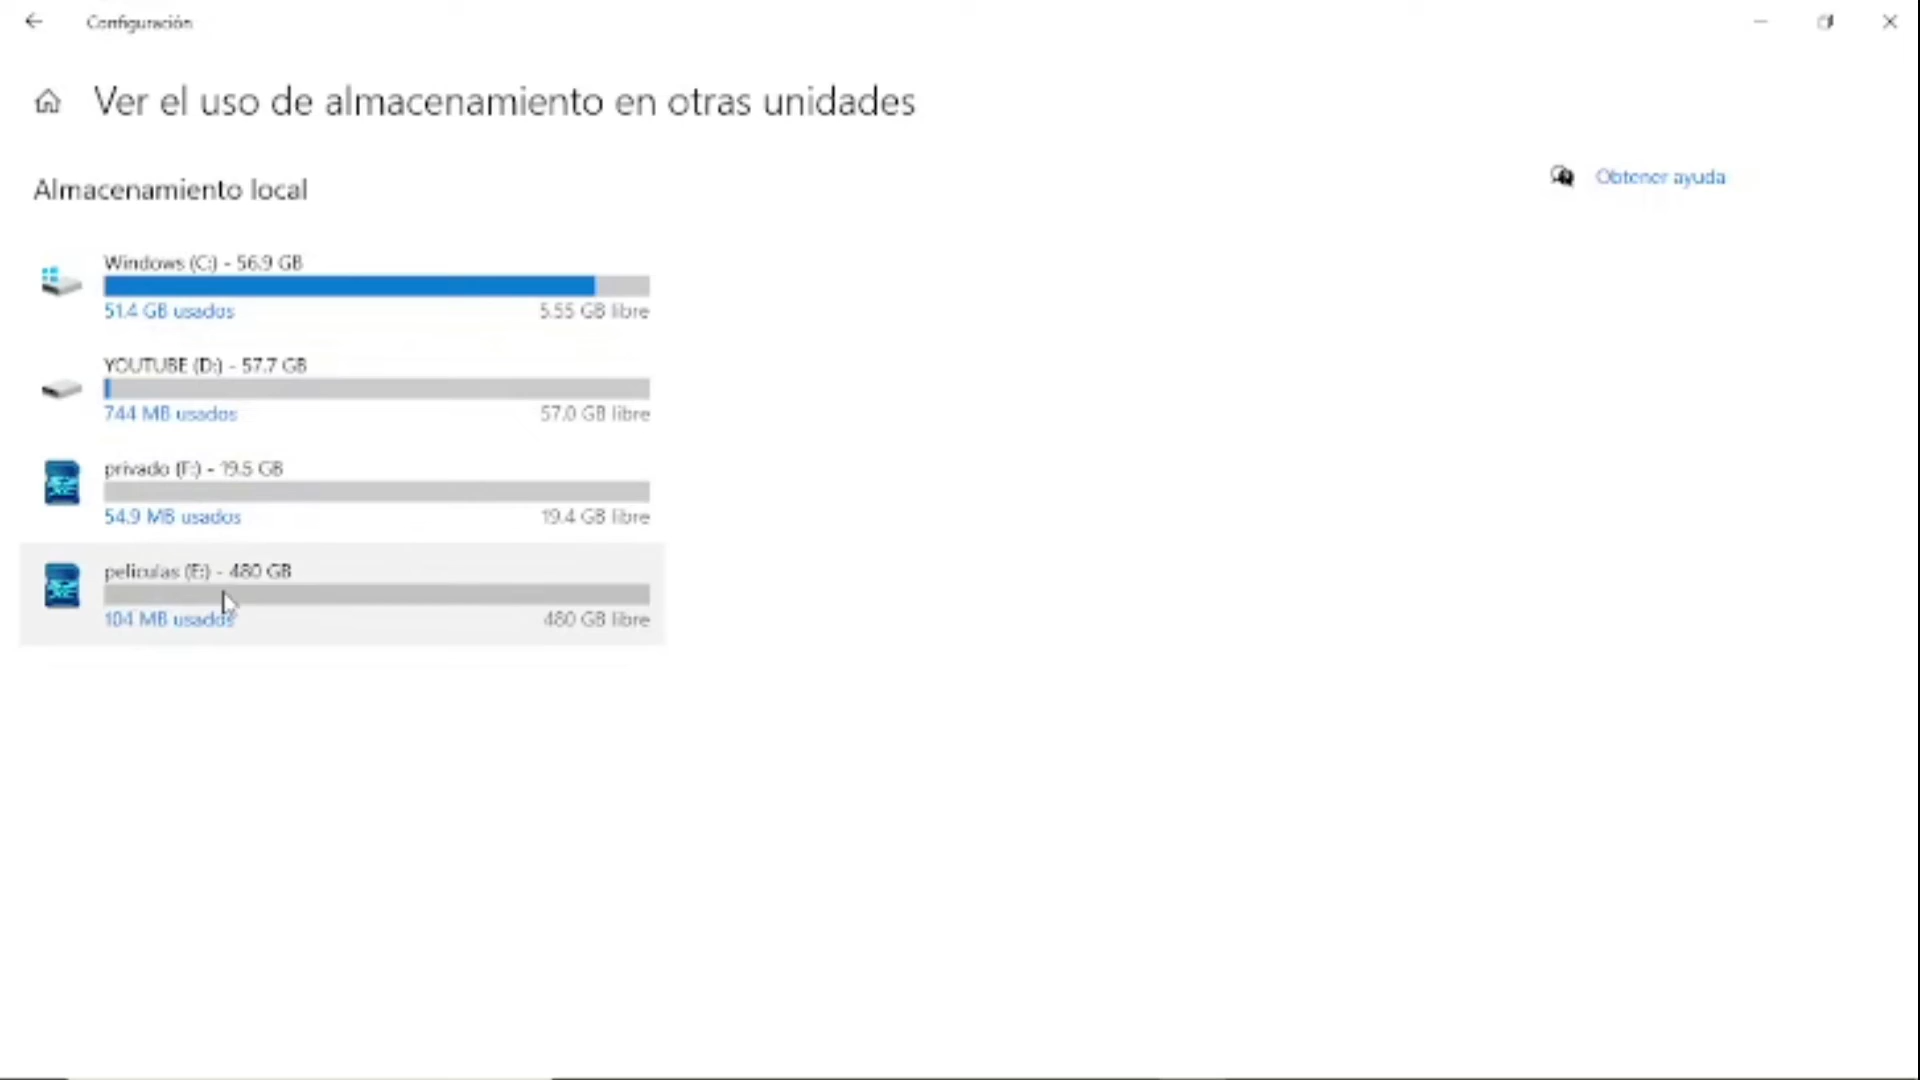 Configuración
Ver el uso de almacenamiento en otras unidades
Almacenamiento local
Obtener ayuda
Windows (C:) - 56.9 GB
51.4 GB usados
5.55 GB libre
YOUTUBE (D:) - 57.7 GB
744 MB usados
57.0 GB libre
privado (F:) - 19.5 GB
54.9 MB usados
19.4 GB libre
peliculas (E:) - 480 GB
104 MB usados
480 GB libre